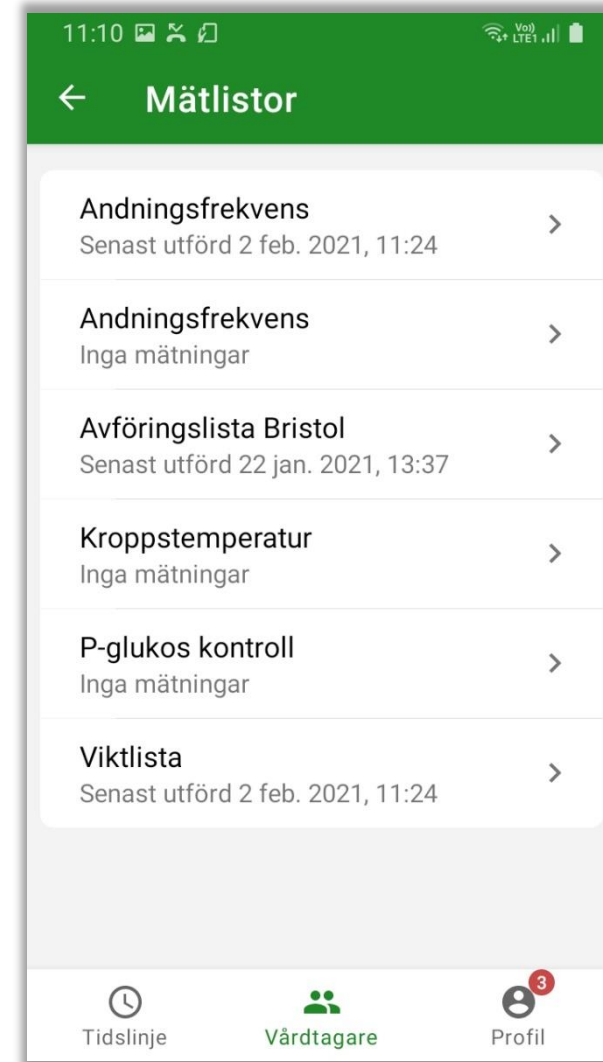 11:10
Vo)) LTE1
Mätlistor
Andningsfrekvens
Senast utförd 2 feb. 2021, 11:24
Andningsfrekvens
Inga mätningar
Avföringslista Bristol
Senast utförd 22 jan. 2021, 13:37
Kroppstemperatur
Inga mätningar
P-glukos kontroll
Inga mätningar
Viktlista
Senast utförd 2 feb. 2021, 11:24
3
Tidslinje Vårdtagare Profil